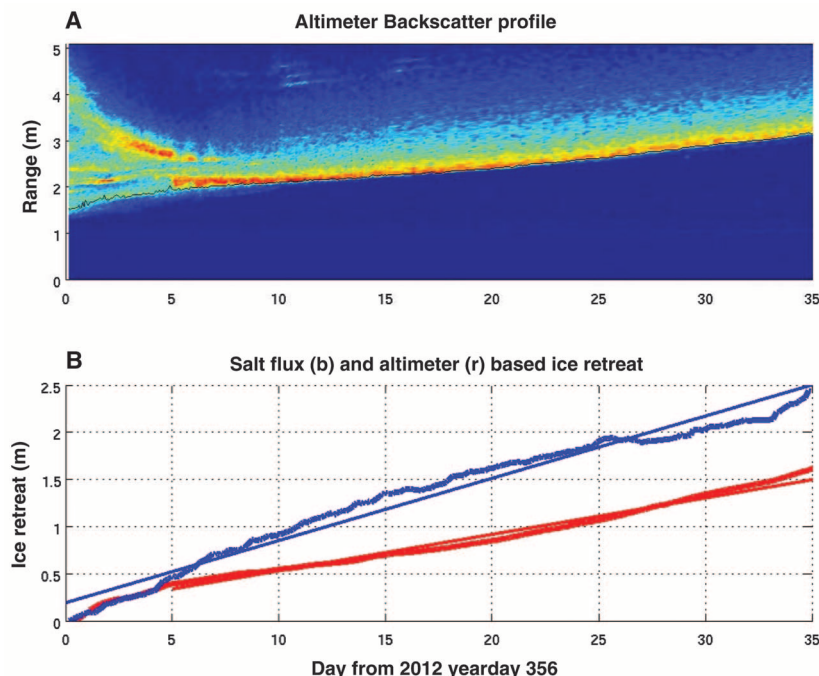 A
Altimeter Backscatter profile
Range (m)
5
4
3
2
1
0
0 5 10 15 20 25 30 35
B
Salt flux (b) and altimeter (r) based ice retreat
Ice retreat (m)
2.5
2
1.5
1
0.5
0
0 5 10 15 20 25 30 35
Day from 2012 yearday 356